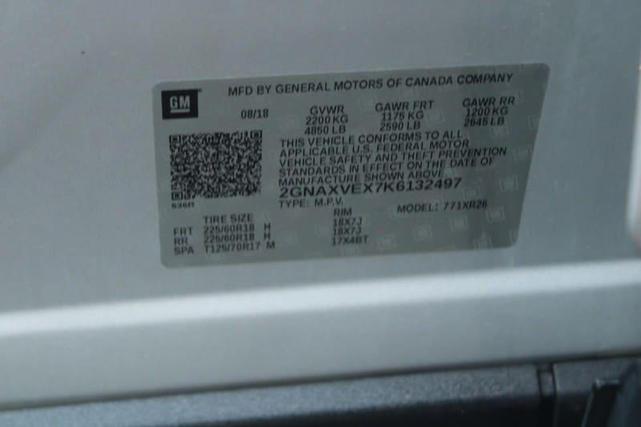 MFD BY GENERAL MOTORS OF CANADA COMPANY
GM
08/18 GVWR GAWR FRT GAWR RR
2200 KG 1175 KG 1200 KG
4850 LB 2590 LB 2645 LB
THIS VEHICLE CONFORMS TO ALL
APPLICABLE U.S. FEDERAL MOTOR
VEHICLE SAFETY AND THEFT PREVENTION
STANDARDS IN EFFECT ON THE DATE OF
MANUFACTURE SHOWN ABOVE.
2GNAXVEX7K6132497
TYPE: M.P.V. MODEL: 771XR26
TIRE SIZE RIM
FRT 225/60R18 H 18X7J
RR 225/60R18 H 18X7J
SPA T125/70R17 M 17X4BT